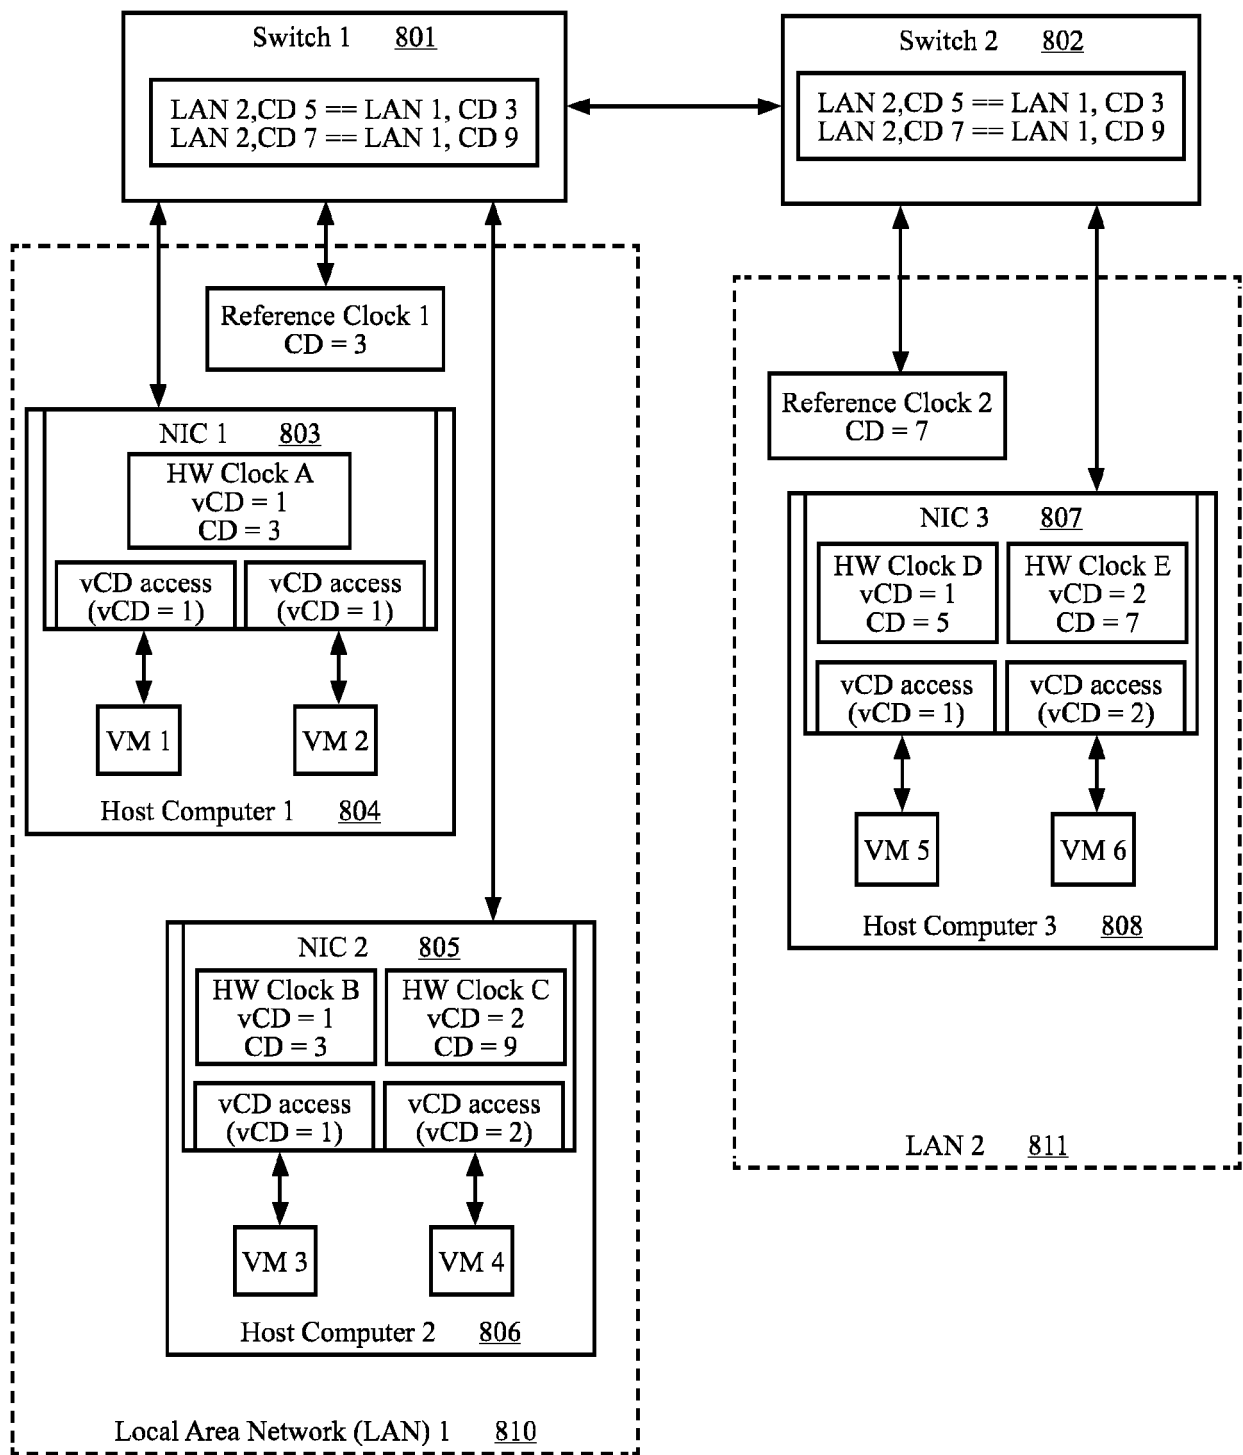 Switch 1 801
LAN 2,CD 5 == LAN 1, CD 3
LAN 2,CD 7 == LAN 1, CD 9
Switch 2 802
LAN 2,CD 5 == LAN 1, CD 3
LAN 2,CD 7 == LAN 1, CD 9
Reference Clock 1
CD = 3
NIC 1 803
HW Clock A
vCD = 1
CD = 3
vCD access
(vCD = 1)
vCD access
(vCD = 1)
VM 1
VM 2
Host Computer 1 804
NIC 2 805
HW Clock B
vCD = 1
CD = 3
HW Clock C
vCD = 2
CD = 9
vCD access
(vCD = 1)
vCD access
(vCD = 2)
VM 3
VM 4
Host Computer 2 806
Local Area Network (LAN) 1 810
Reference Clock 2
CD = 7
NIC 3 807
HW Clock D
vCD = 1
CD = 5
HW Clock E
vCD = 2
CD = 7
vCD access
(vCD = 1)
vCD access
(vCD = 2)
VM 5
VM 6
Host Computer 3 808
LAN 2 811